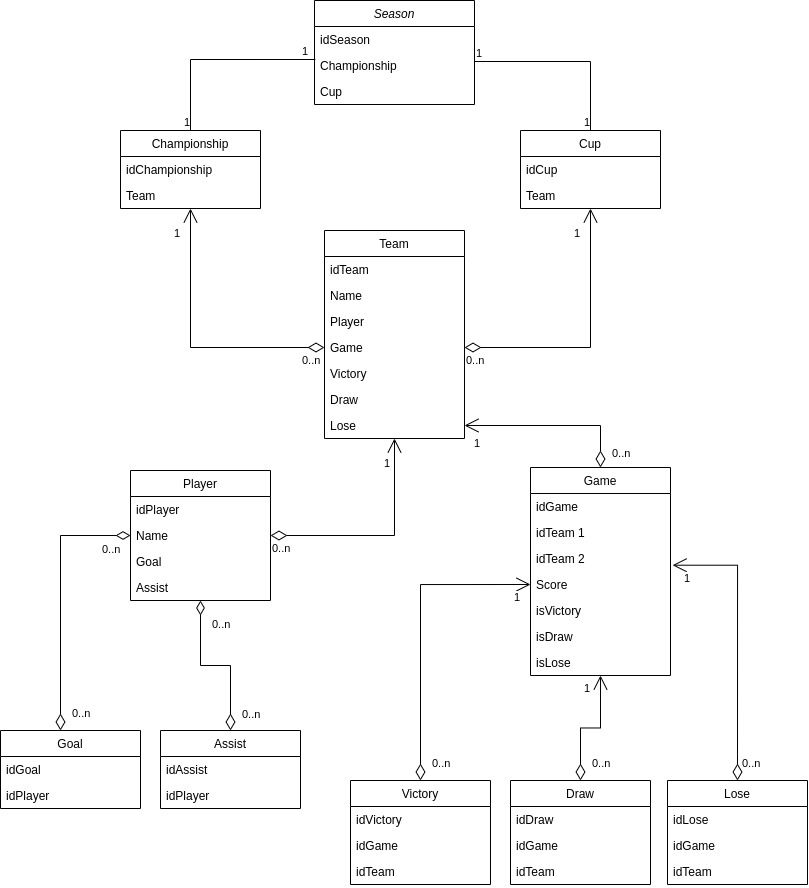 Season
idSeason
Championship
Cup
1
1
1
1
Championship
idChampionship
Team
Cup
idCup
Team
1
1
Team
idTeam
Name
Player
Game
Victory
Draw
Lose
0..n
0..n
1
1
0..n
Player
idPlayer
Name
Goal
Assist
0..n
0..n
0..n
Game
idGame
idTeam 1
idTeam 2
Score
isVictory
isDraw
isLose
1
1
1
0..n
0..n
Goal
idGoal
idPlayer
Assist
idAssist
idPlayer
0..n
0..n
0..n
Victory
idVictory
idGame
idTeam
Draw
idDraw
idGame
idTeam
Lose
idLose
idGame
idTeam